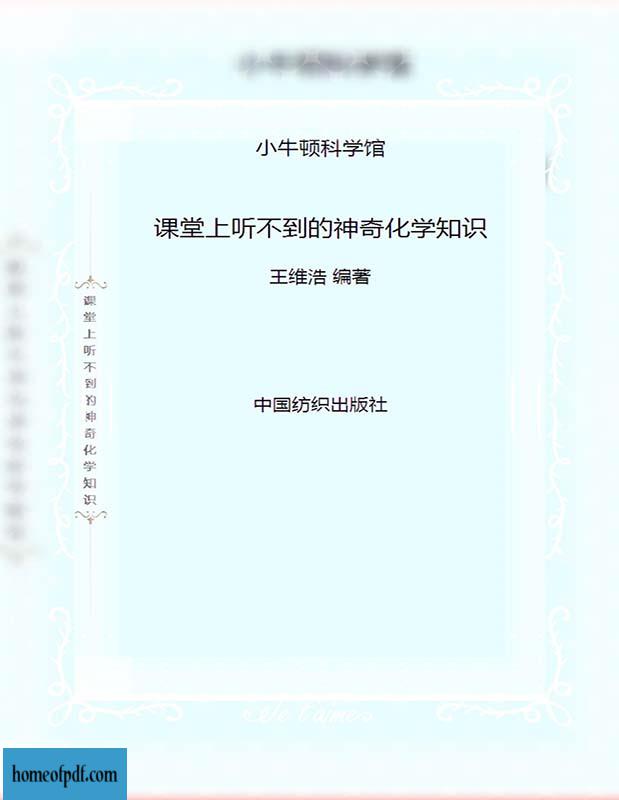 小牛顿科学馆
课堂上听不到的神奇化学知识
王维浩 编著
课堂上听不到的神奇化学知识
中国纺织出版社
Je t'aime
homeofpdf.com